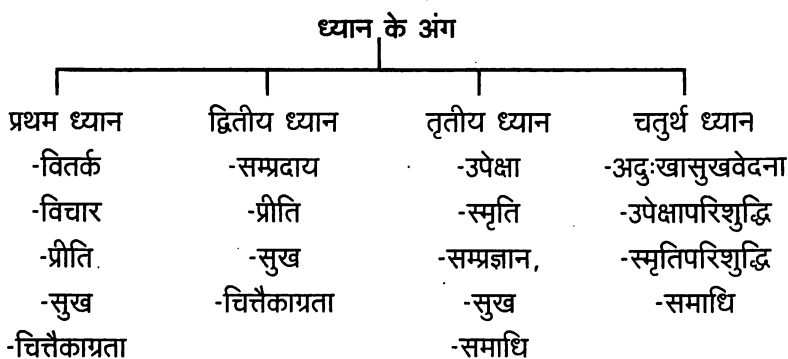 ध्यान के अंग
प्रथम ध्यान द्वितीय ध्यान तृतीय ध्यान चतुर्थ ध्यान
-वितर्क -सम्प्रदाय -उपेक्षा -अदुःखासुखवेदना
-विचार -प्रीति -स्मृति -उपेक्षापरिशुद्धि
-प्रीति -सुख -सम्प्रज्ञान, -स्मृतिपरिशुद्धि
-सुख -चित्तैकाग्रता -सुख -समाधि
-चित्तैकाग्रता -समाधि